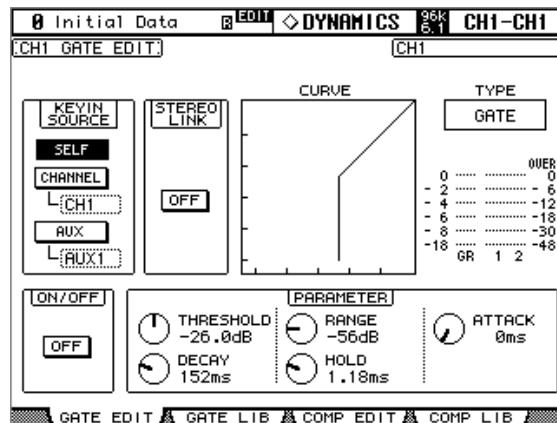 0 Initial Data B EDIT ◇DYNAMICS 96k 6.1 CH1-CH1
CH1 GATE EDIT CH1
KEYIN SOURCE
SELF
CHANNEL
CH1
AUX
AUX1
STEREO LINK
OFF
CURVE
TYPE
GATE
OVER
0 0
- 2 - 6
- 4 -12
- 6 -18
- 8 -30
-18 -48
GR 1 2
ON/OFF
OFF
PARAMETER
THRESHOLD
-26.0dB
RANGE
-56dB
ATTACK
0ms
DECAY
152ms
HOLD
1.18ms
GATE EDIT GATE LIB COMP EDIT COMP LIB